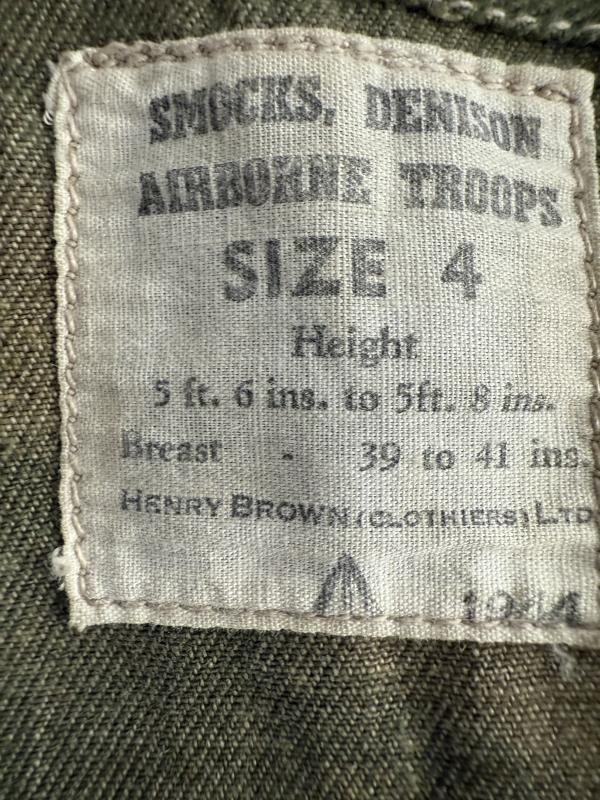 SMOCKS, DENISON
AIRBORNE TROOPS
SIZE 4
Height
5 ft. 6 ins. to 5ft. 8 ins.
Breast - 39 to 41 ins.
HENRY BROWN (CLOTHIERS) LTD
1944